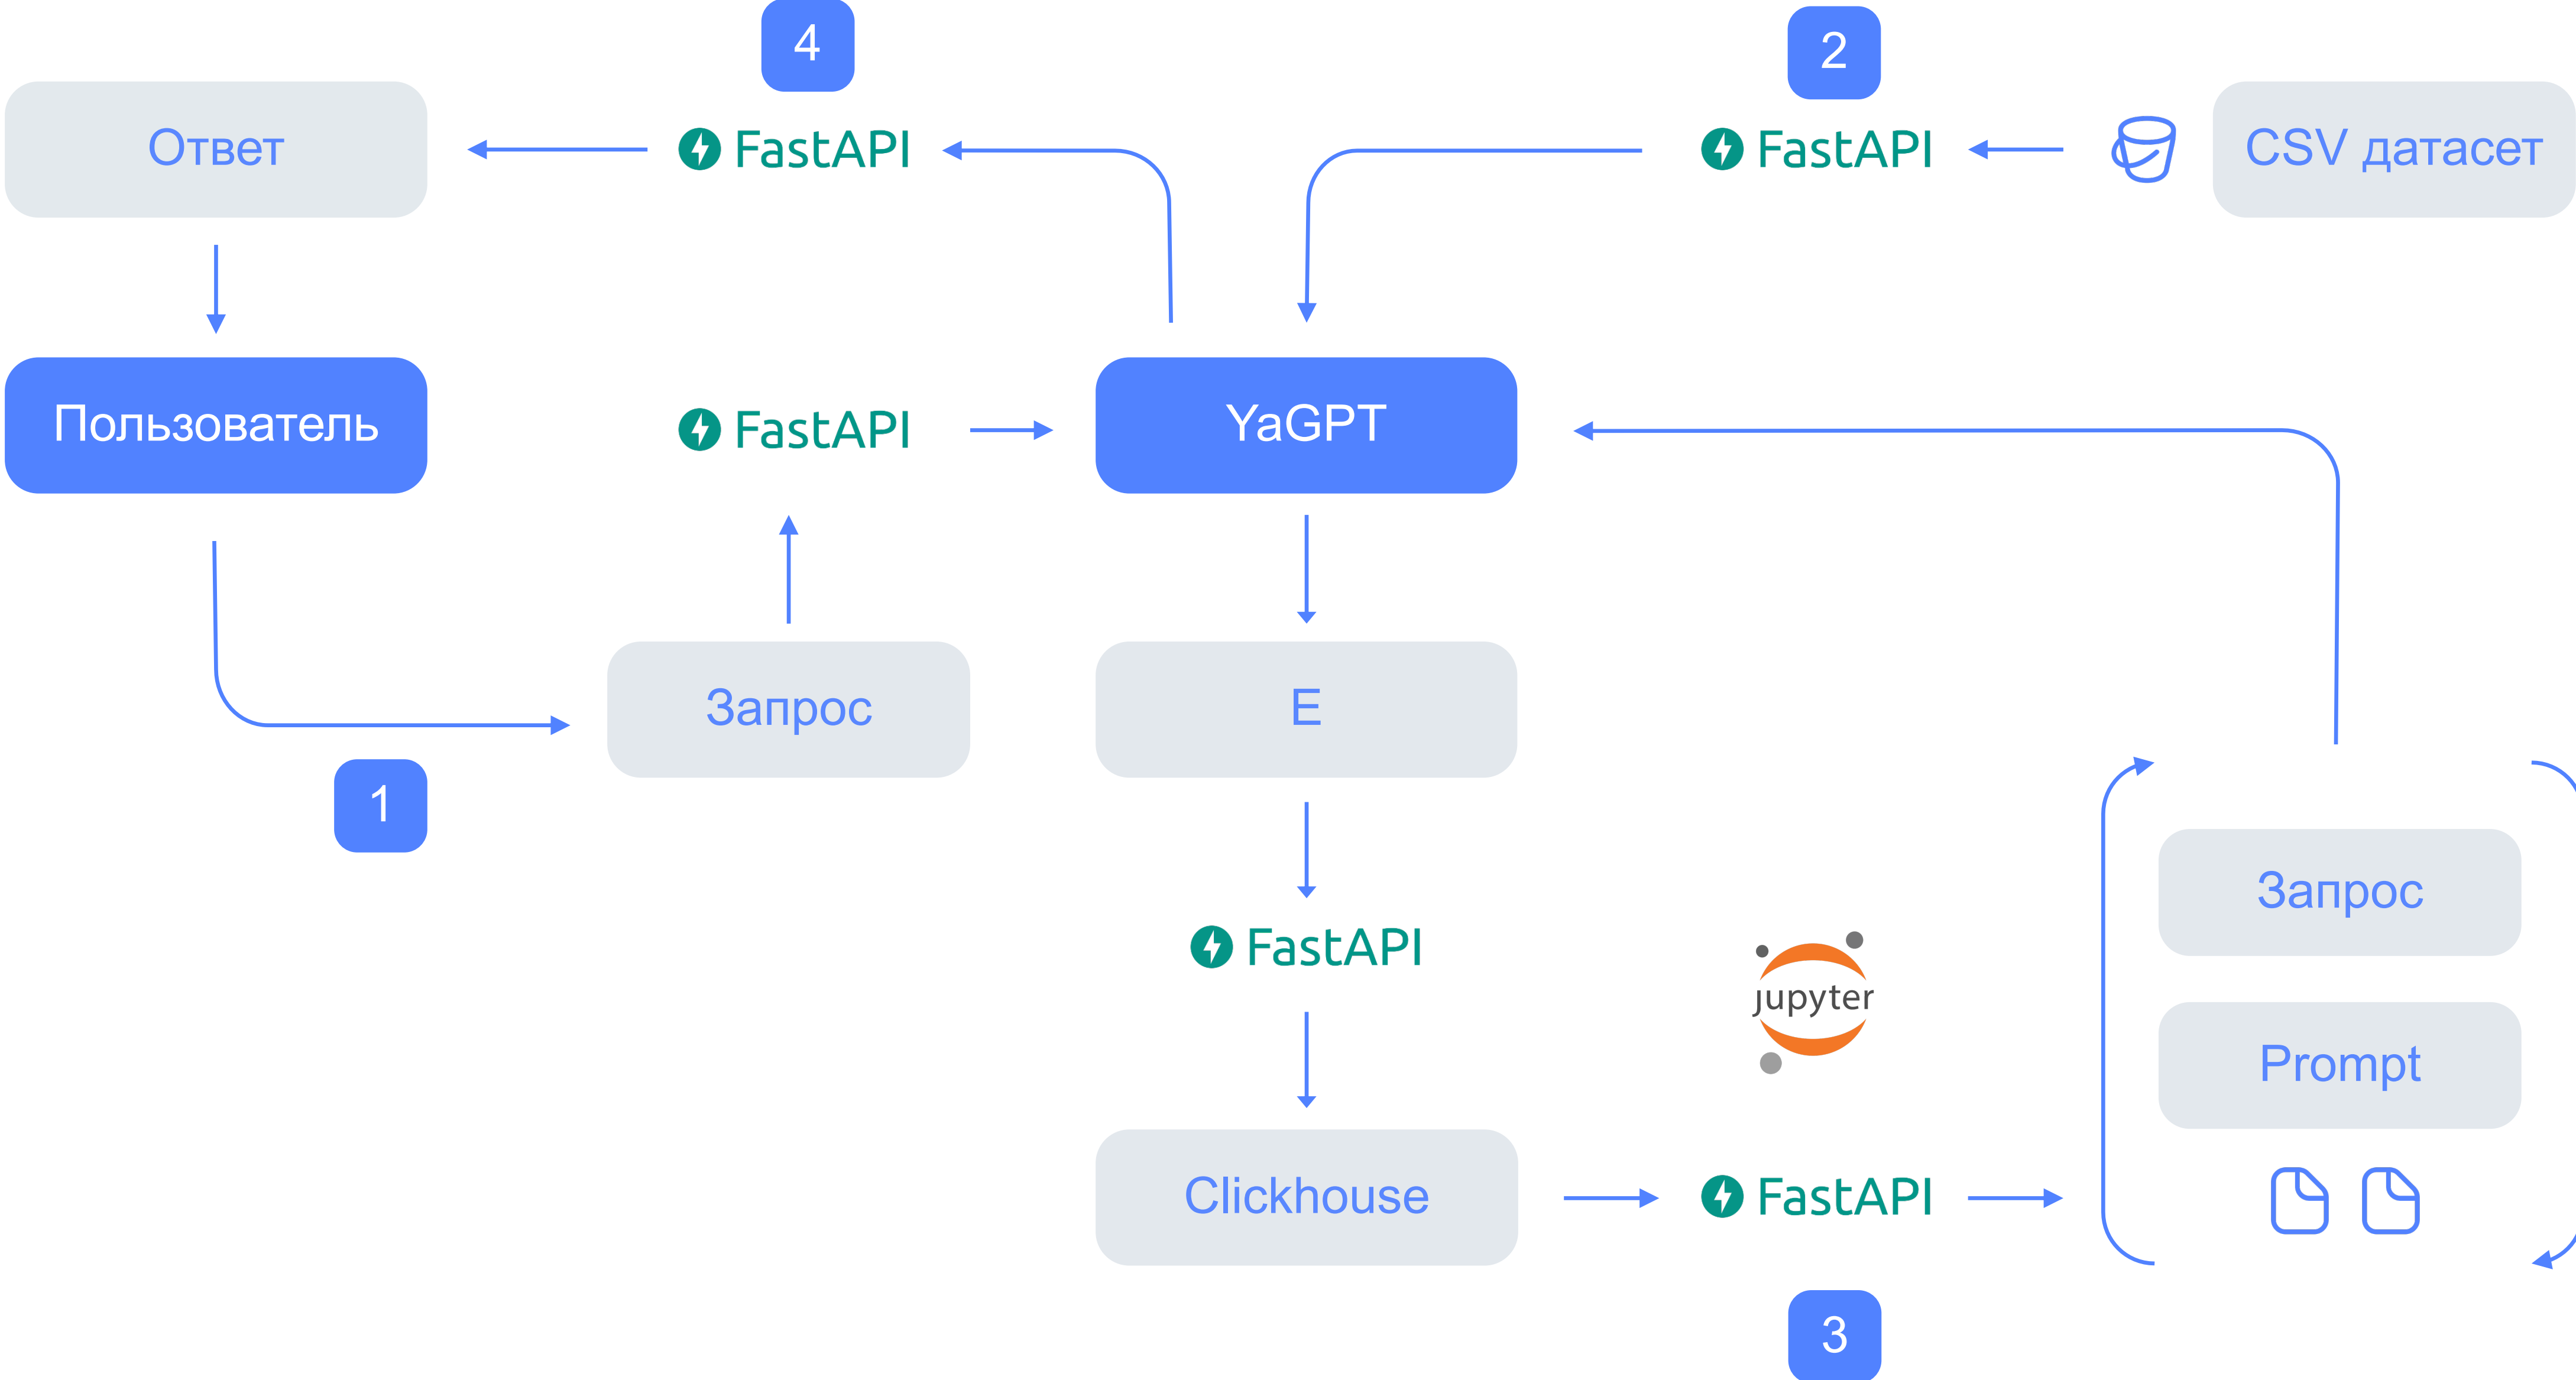 4
2
Ответ
FastAPI
FastAPI
CSV датасет
Пользователь
FastAPI
YaGPT
Запрос
E
1
Запрос
FastAPI
jupyter
Prompt
Clickhouse
FastAPI
3